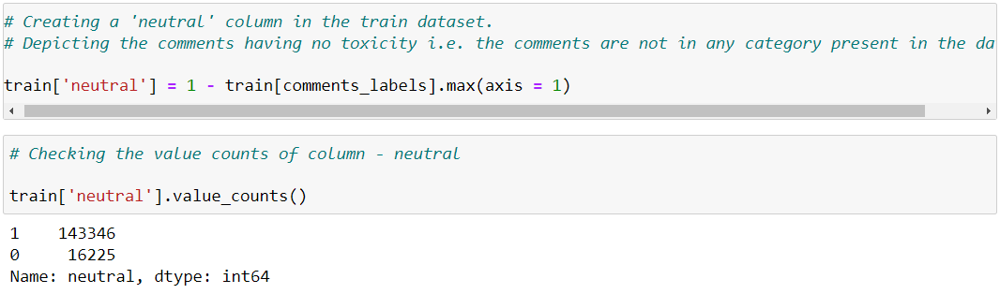 # Creating a 'neutral' column in the train dataset.
# Depicting the comments having no toxicity i.e. the comments are not in any category present in the da
train['neutral'] = 1 - train[comments_labels].max(axis = 1)
# Checking the value counts of column - neutral
train['neutral'].value_counts()
1    143346
0     16225
Name: neutral, dtype: int64